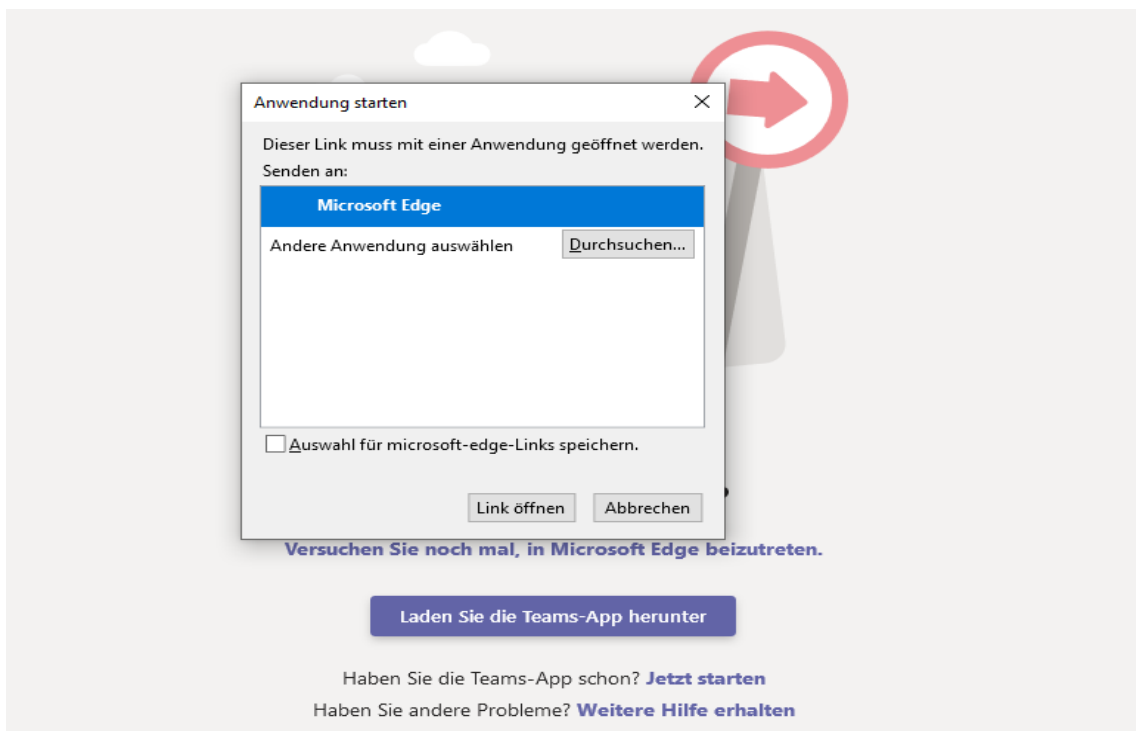 Anwendung starten
Dieser Link muss mit einer Anwendung geöffnet werden.
Senden an:
Microsoft Edge
Andere Anwendung auswählen
Durchsuchen...
Auswahl für microsoft-edge-Links speichern.
Link öffnen
Abbrechen
Versuchen Sie noch mal, in Microsoft Edge beizutreten.
Laden Sie die Teams-App herunter
Haben Sie die Teams-App schon? Jetzt starten
Haben Sie andere Probleme? Weitere Hilfe erhalten